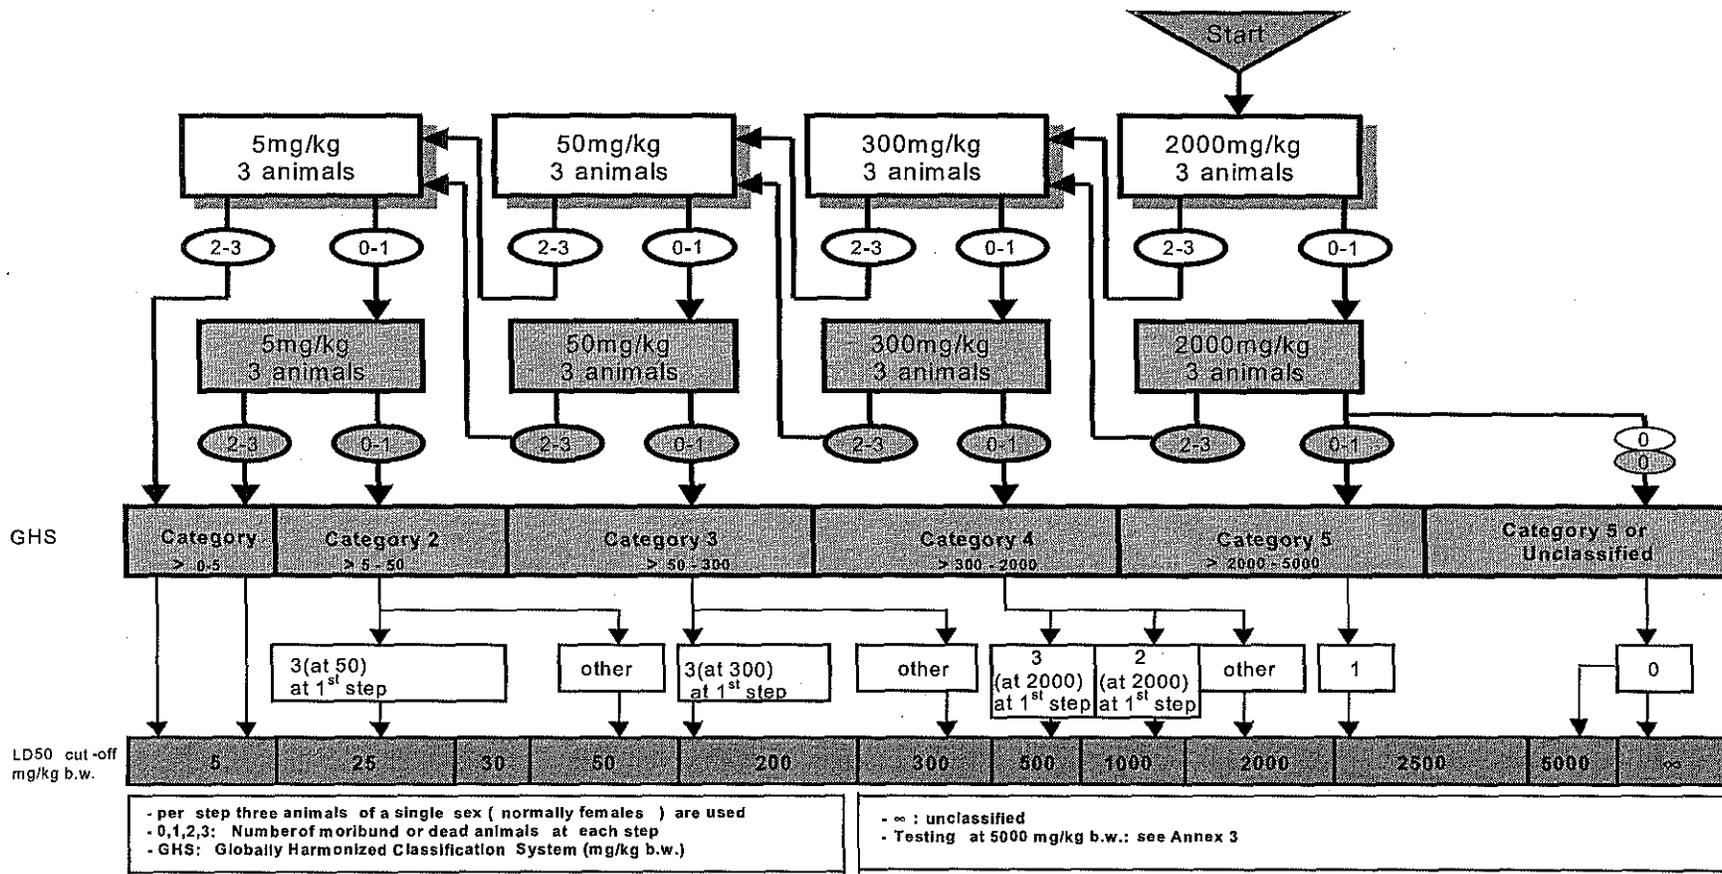 Start
5mg/kg
3 animals
50mg/kg
3 animals
300mg/kg
3 animals
2000mg/kg
3 animals
2-3
0-1
2-3
0-1
2-3
0-1
2-3
0-1
5mg/kg
3 animals
50mg/kg
3 animals
300mg/kg
3 animals
2000mg/kg
3 animals
2-3
0-1
2-3
0-1
2-3
0-1
2-3
0-1
0
0
GHS
Category
> 0-5
Category 2
> 5 - 50
Category 3
> 50 - 300
Category 4
> 300 - 2000
Category 5
> 2000 - 5000
Category 5 or
Unclassified
3(at 50)
at 1st step
other
3(at 300)
at 1st step
other
3
(at 2000)
at 1st step
2
(at 2000)
at 1st step
other
1
0
LD50 cut -off
mg/kg b.w.
5
25
30
50
200
300
500
1000
2000
2500
5000
∞
- per step three animals of a single sex ( normally females ) are used
- 0,1,2,3: Numberof moribund or dead animals at each step
- GHS: Globally Harmonized Classification System (mg/kg b.w.)
- ∞ : unclassified
- Testing at 5000 mg/kg b.w.: see Annex 3